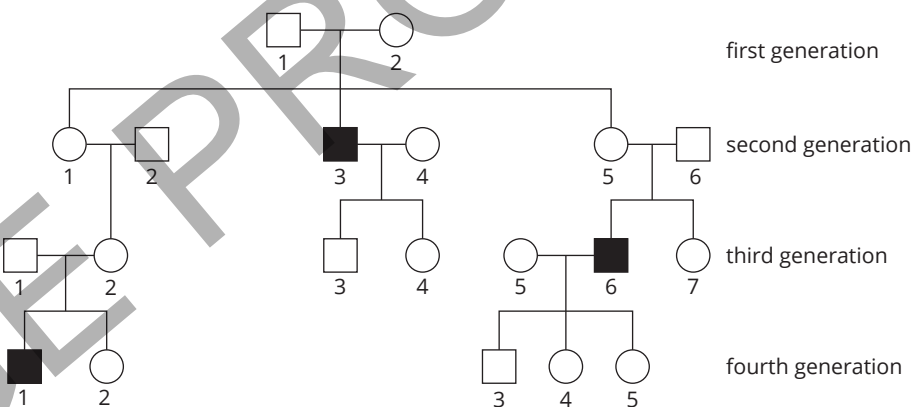 1 2 first generation
1 2 3 4 5 6 second generation
1 2 3 4 5 6 7 third generation
1 2 3 4 5 fourth generation